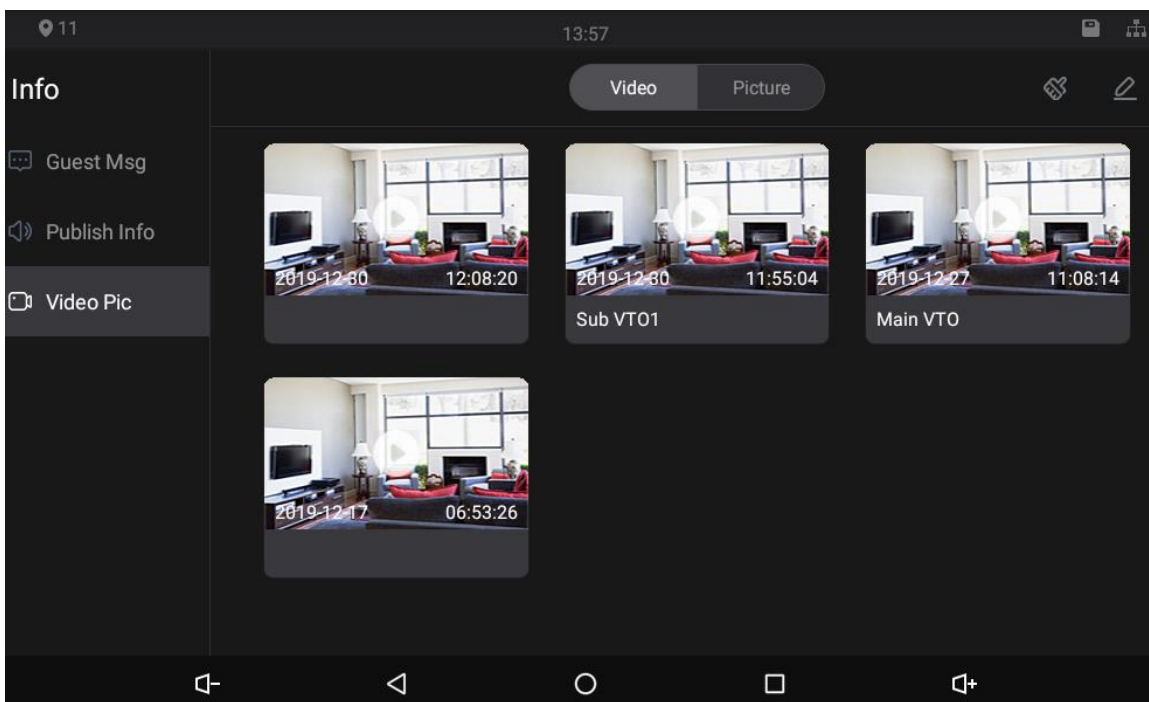 11
13:57
Info
Video Picture
Guest Msg
Publish Info
Video Pic
2019-12-30 12:08:20
2019-12-30 11:55:04
2019-12-27 11:08:14
Sub VTO1
Main VTO
2019-12-17 06:53:26